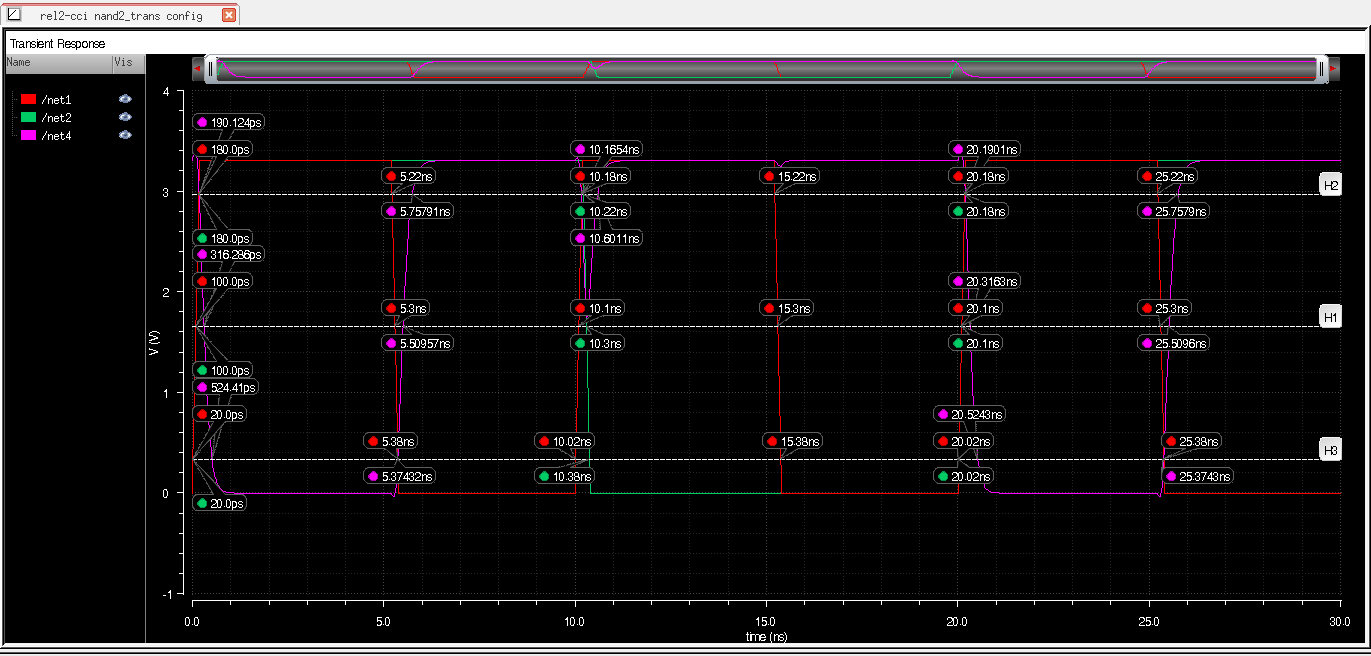 rel2-cci nand2_trans config
Transient Response
Name Vis
/net1
/net2
/net4
4
190.124ps
180.0ps 10.1654ns 20.1901ns
5.22ns 10.18ns 15.22ns 20.18ns 25.22ns
3 H2
5.75791ns 10.22ns 20.18ns 25.7579ns
180.0ps 10.6011ns
316.286ps
100.0ps 20.3163ns
2
5.3ns 10.1ns 15.3ns 20.1ns 25.3ns
H1
V (V)
5.50957ns 10.3ns 20.1ns 25.5096ns
100.0ps
524.41ps
1
20.0ps 20.5243ns
5.38ns 10.02ns 15.38ns 20.02ns 25.38ns
H3
5.37432ns 10.38ns 20.02ns 25.3743ns
0
20.0ps
-1
0.0 5.0 10.0 15.0 20.0 25.0 30.0
time (ns)